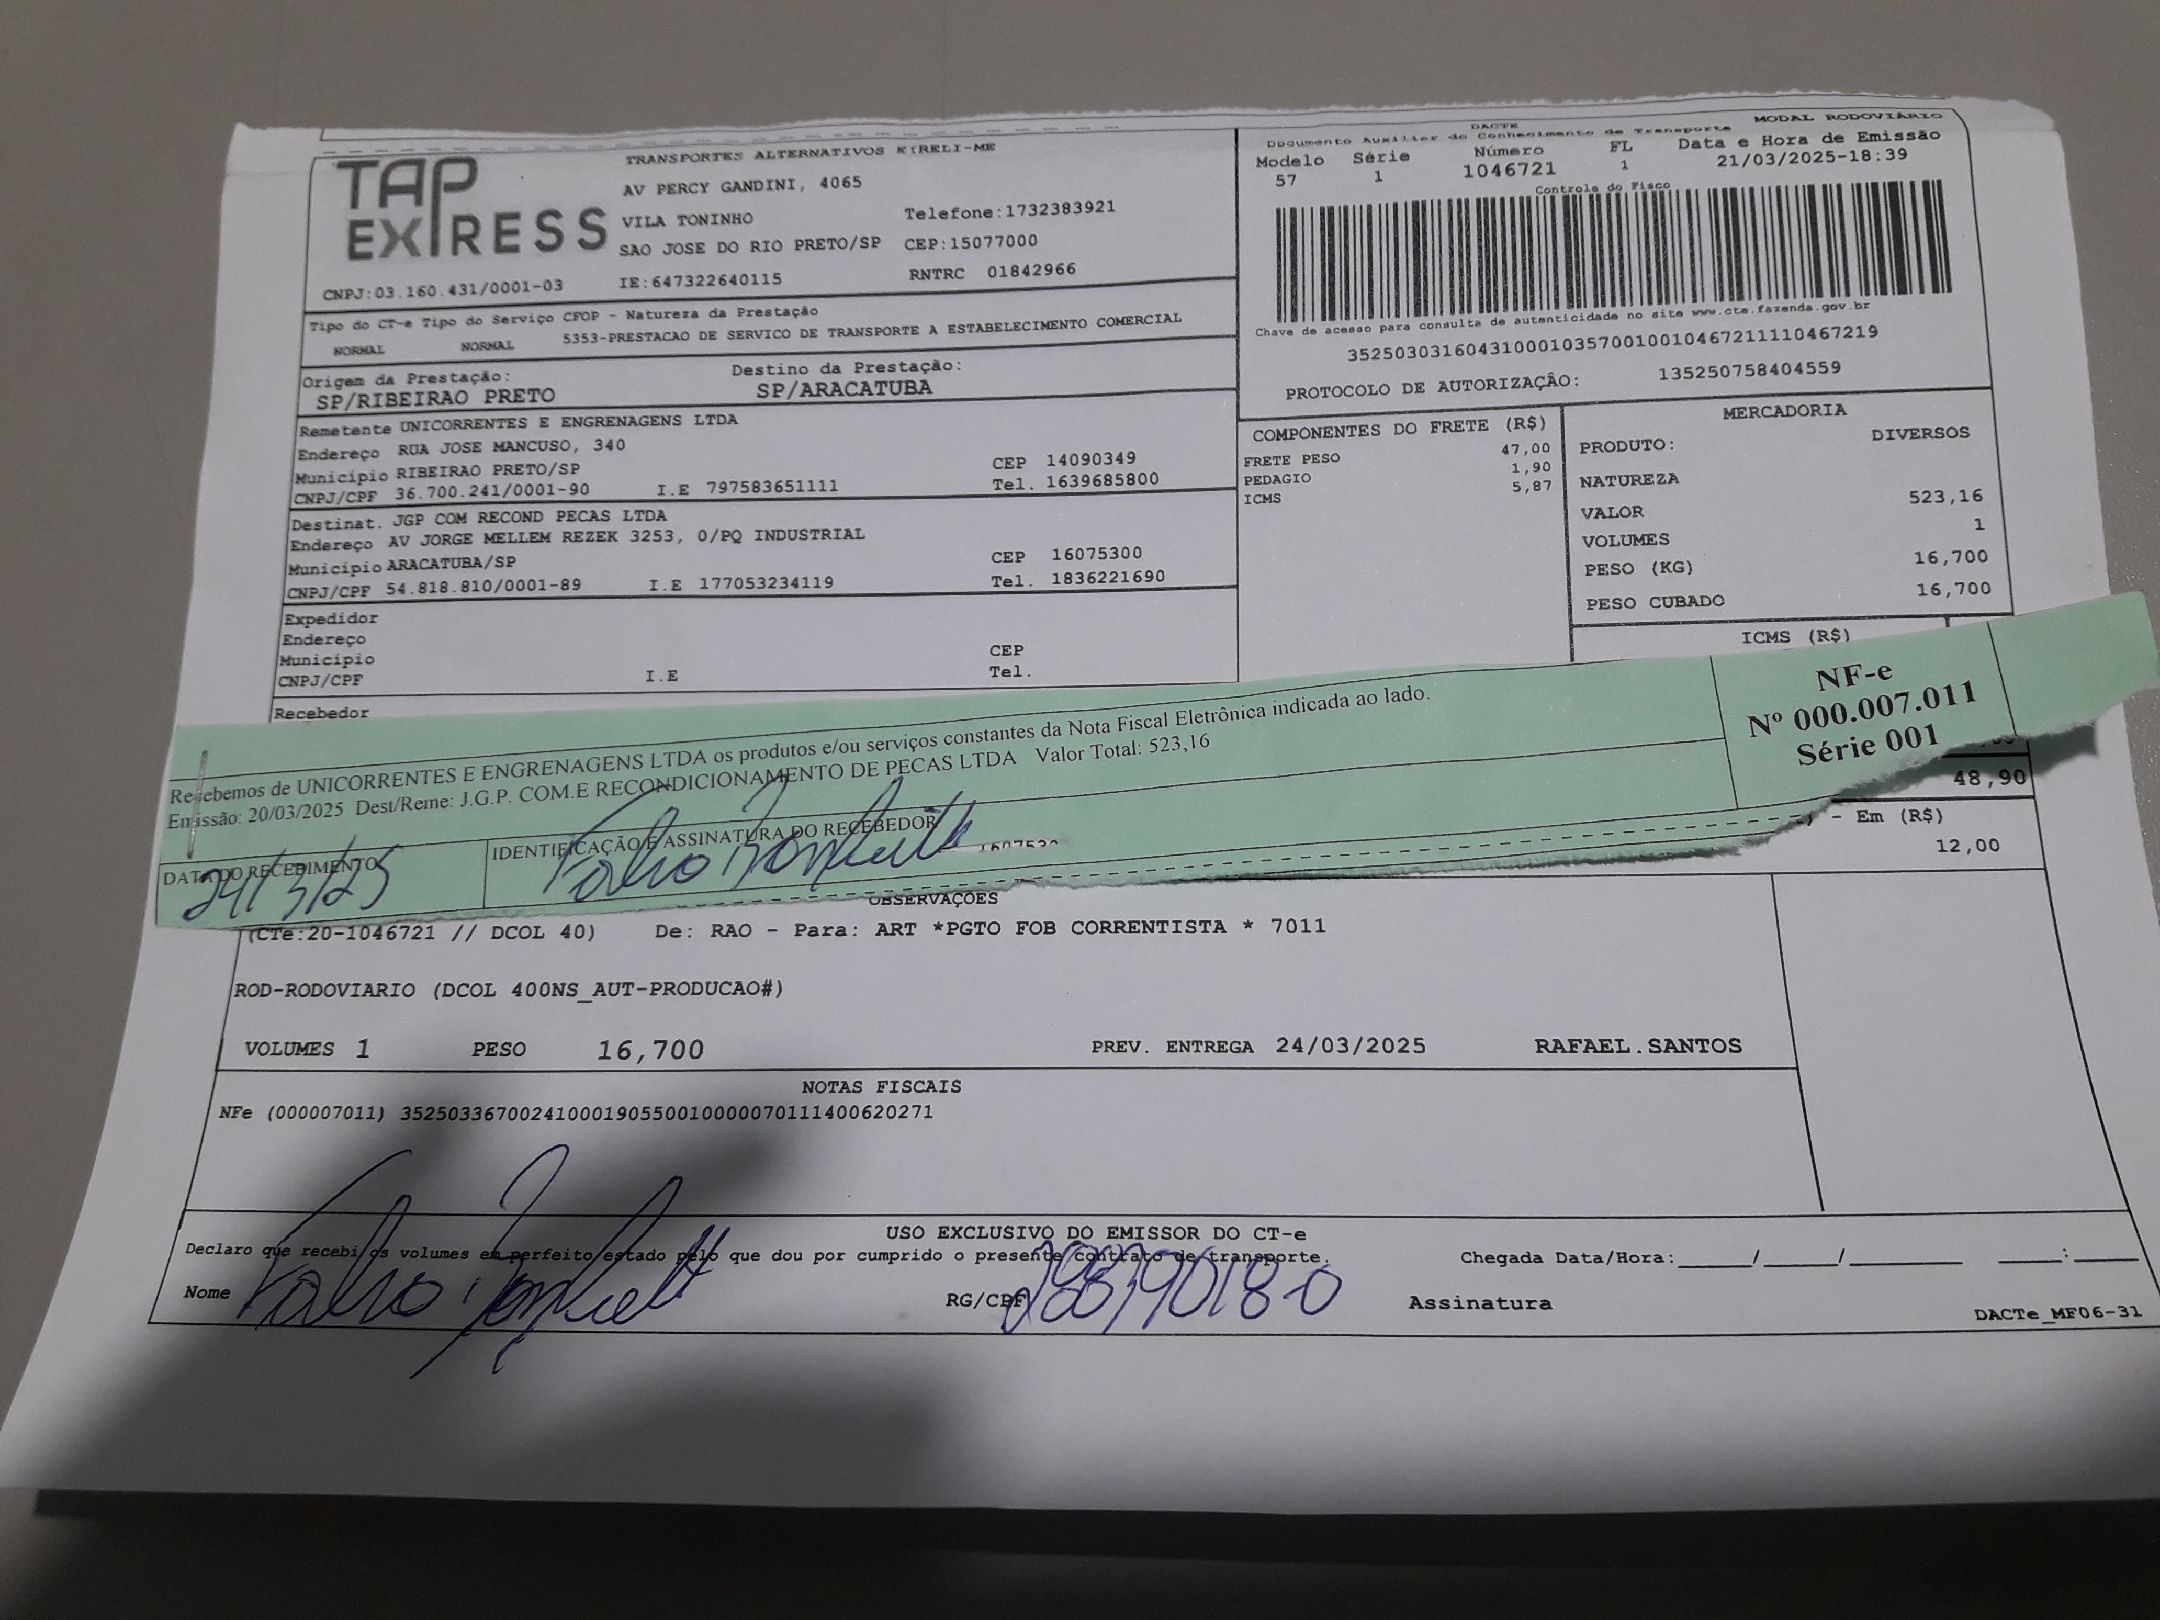 TAP
EXPRESS
TRANSPORTES ALTERNATIVOS EIRELI-ME
AV PERCY GANDINI, 4065
VILA TONINHO Telefone:1732383921
SAO JOSE DO RIO PRETO/SP CEP:15077000
CNPJ:03.160.431/0001-03 IE:647322640115 RNTRC 01842966
DACTE MODAL RODOVIÁRIO
Documento Auxiliar do Conhecimento de Transporte
Modelo Série Número FL Data e Hora de Emissão
57 1 1046721 1 21/03/2025-18:39
Controle do Fisco
Chave de acesso para consulta de autenticidade no site www.cte.fazenda.gov.br
35250303160431000103570010010467211110467219
PROTOCOLO DE AUTORIZAÇÂO: 135250758404559
Tipo do CT-e Tipo do Serviço CFOP - Natureza da Prestação
NORMAL NORMAL 5353-PRESTACAO DE SERVICO DE TRANSPORTE A ESTABELECIMENTO COMERCIAL
Origem da Prestação: Destino da Prestação:
SP/RIBEIRAO PRETO SP/ARACATUBA
Remetente UNICORRENTES E ENGRENAGENS LTDA
Endereço RUA JOSE MANCUSO, 340
Município RIBEIRAO PRETO/SP CEP 14090349
CNPJ/CPF 36.700.241/0001-90 I.E 797583651111 Tel. 1639685800
Destinat. JGP COM RECOND PECAS LTDA
Endereço AV JORGE MELLEM REZEK 3253, 0/PQ INDUSTRIAL
Município ARACATUBA/SP CEP 16075300
CNPJ/CPF 54.818.810/0001-89 I.E 177053234119 Tel. 1836221690
Expedidor
Endereço
Município CEP
CNPJ/CPF I.E Tel.
Recebedor
COMPONENTES DO FRETE (R$)
FRETE PESO 47,00
PEDAGIO 1,90
ICMS 5,87
MERCADORIA
PRODUTO: DIVERSOS
NATUREZA
VALOR 523,16
VOLUMES 1
PESO (KG) 16,700
PESO CUBADO 16,700
ICMS (R$)
48,90
- Em (R$)
12,00
Recebemos de UNICORRENTES E ENGRENAGENS LTDA os produtos e/ou serviços constantes da Nota Fiscal Eletrônica indicada ao lado.
Emissão: 20/03/2025 Dest/Reme: J.G.P. COM.E RECONDICIONAMENTO DE PECAS LTDA Valor Total: 523,16
DATA DO RECEBIMENTO IDENTIFICAÇÃO E ASSINATURA DO RECEBEDOR
24/3/25
NF-e
Nº 000.007.011
Série 001
OBSERVAÇÕES
(CTe:20-1046721 // DCOL 40) De: RAO - Para: ART *PGTO FOB CORRENTISTA * 7011
ROD-RODOVIARIO (DCOL 400NS_AUT-PRODUCAO#)
VOLUMES 1 PESO 16,700 PREV. ENTREGA 24/03/2025 RAFAEL.SANTOS
NOTAS FISCAIS
NFe (000007011) 35250336700241000190550010000070111400620271
USO EXCLUSIVO DO EMISSOR DO CT-e
Declaro que recebi os volumes em perfeito estado pelo que dou por cumprido o presente contrato de transporte. Chegada Data/Hora:____/____/______ ____:____
Nome RG/CPF Assinatura
DACTe_MF06-31